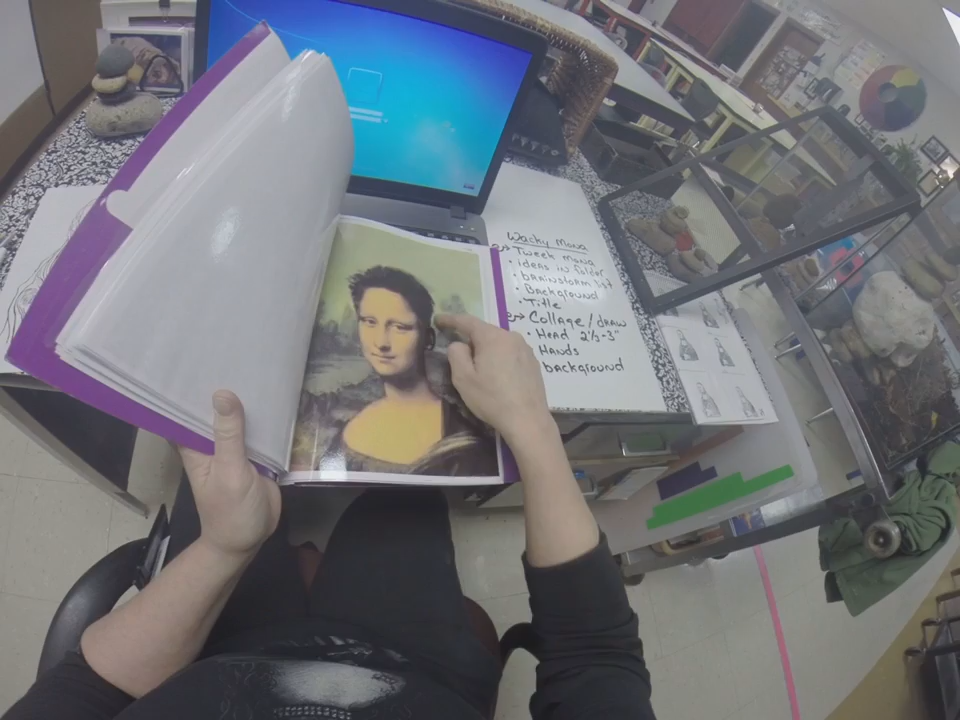 Wacky Mona
Tweek Mona
• ideas in folder
• brainstorm list
• Background
• Title
Collage / draw
• Head 2½-3"
• Hands
background